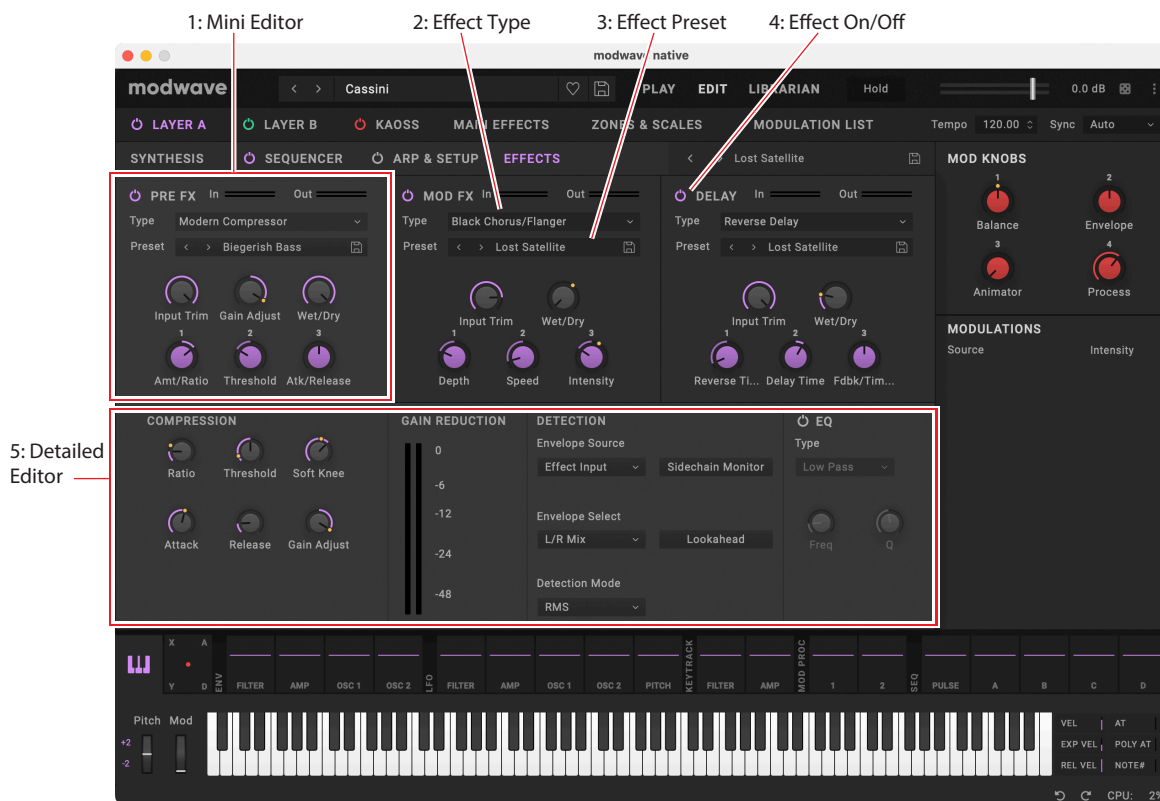 1: Mini Editor 2: Effect Type 3: Effect Preset 4: Effect On/Off
modwave native
modwave Cassini PLAY EDIT LIBRARIAN Hold 0.0 dB
LAYER A LAYER B KAOSS MAIN EFFECTS ZONES & SCALES MODULATION LIST Tempo 120.00 Sync Auto
SYNTHESIS SEQUENCER ARP & SETUP EFFECTS Lost Satellite MOD KNOBS
1 2
Balance Envelope
3 4
Animator Process
MODULATIONS
Source Intensity
PRE FX In Out
Type Modern Compressor
Preset Biegerish Bass
Input Trim Gain Adjust Wet/Dry
1 2 3
Amt/Ratio Threshold Atk/Release
MOD FX In Out
Type Black Chorus/Flanger
Preset Lost Satellite
Input Trim Wet/Dry
1 2 3
Depth Speed Intensity
DELAY In Out
Type Reverse Delay
Preset Lost Satellite
Input Trim Wet/Dry
1 2 3
Reverse Ti... Delay Time Fdbk/Tim...
5: Detailed
Editor
COMPRESSION
Ratio Threshold Soft Knee
Attack Release Gain Adjust
GAIN REDUCTION
0
-6
-12
-24
-48
DETECTION
Envelope Source
Effect Input Sidechain Monitor
Envelope Select
L/R Mix Lookahead
Detection Mode
RMS
EQ
Type
Low Pass
Freq Q
X A
Y D
ENV FILTER AMP OSC 1 OSC 2 LFO FILTER AMP OSC 1 OSC 2 PITCH KEYTRACK FILTER AMP MOD PROC 1 2 SEQ PULSE A B C D
Pitch Mod
+2
-2
VEL AT
EXP VEL POLY AT
REL VEL NOTE#
CPU: 2%